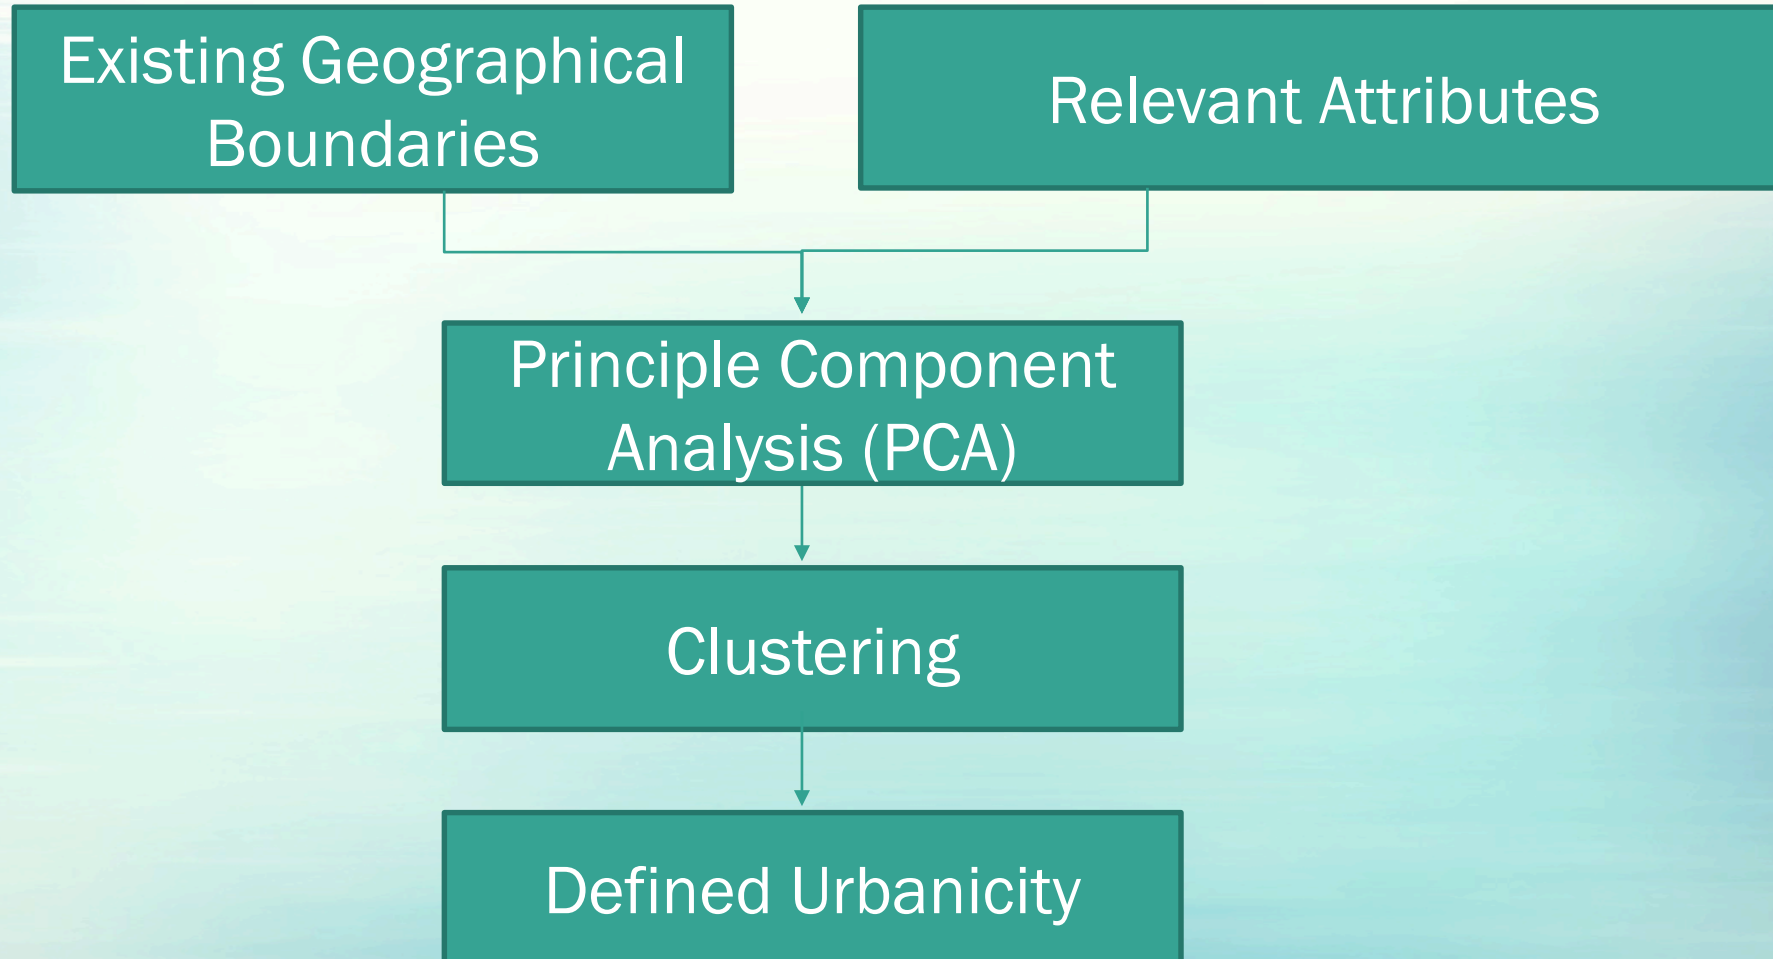 Existing Geographical
Boundaries
Relevant Attributes
Principle Component
Analysis (PCA)
Clustering
Defined Urbanicity